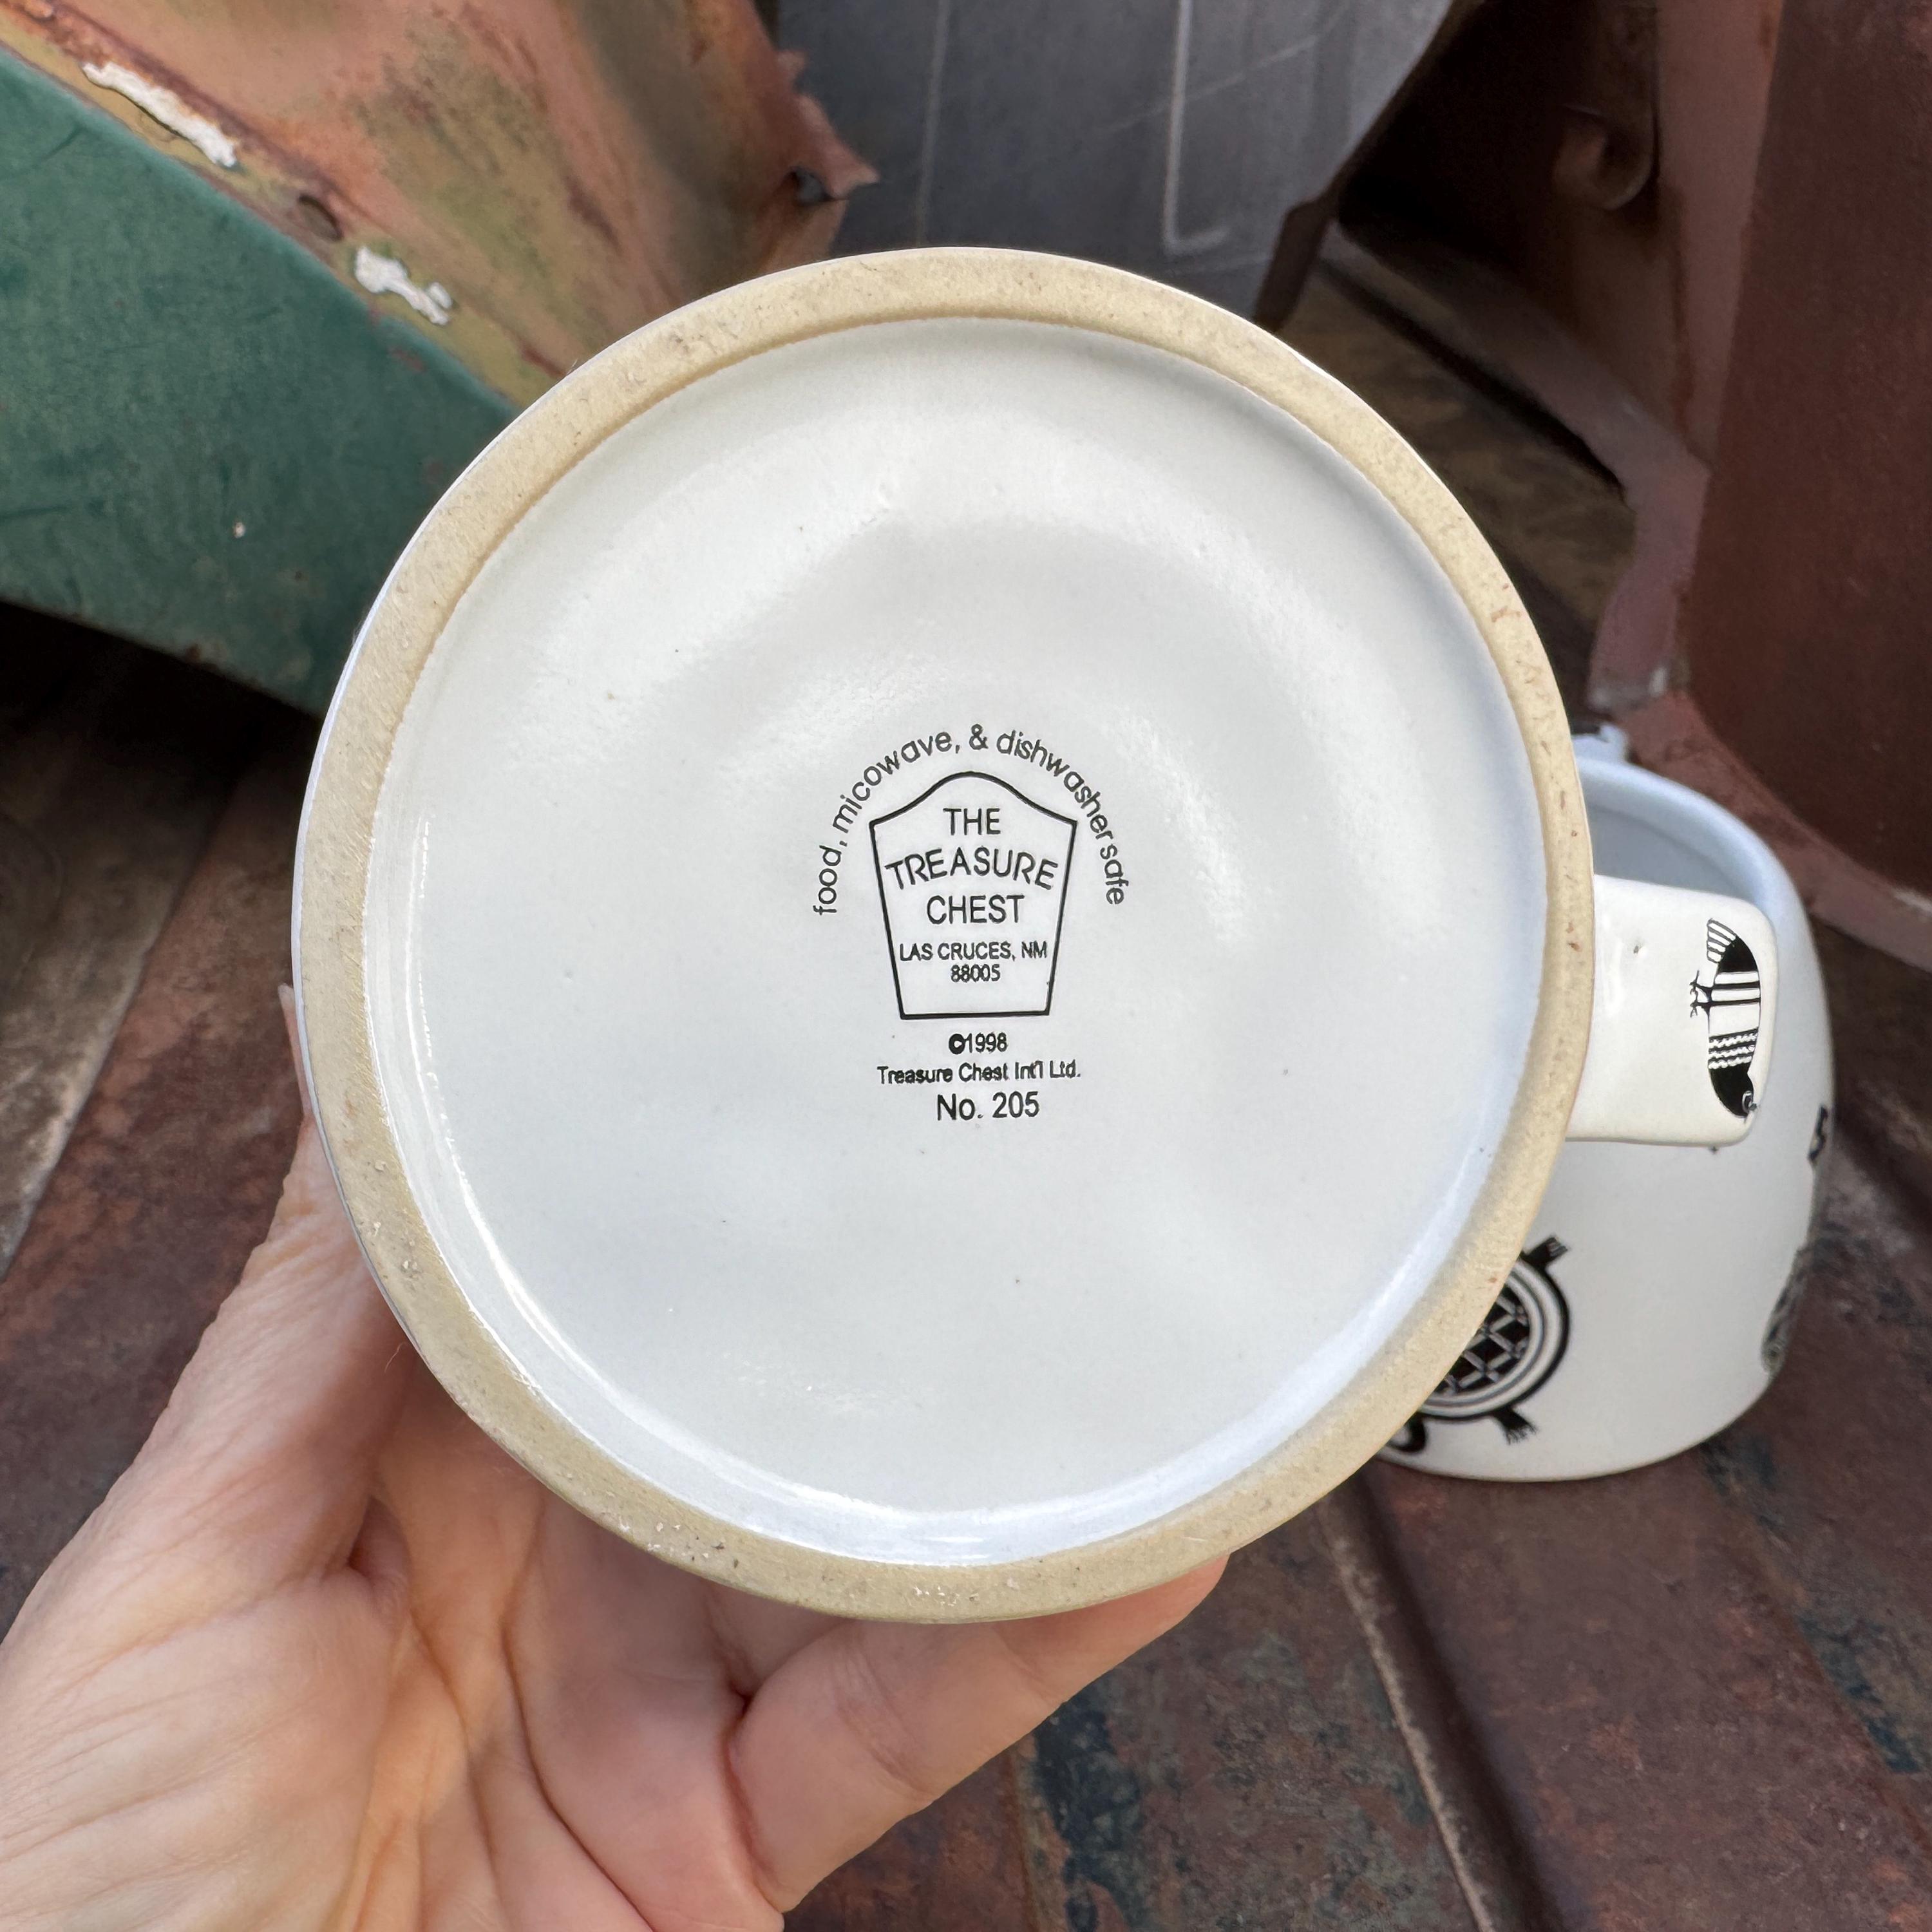 food, micowave, & dishwasher safe
THE
TREASURE
CHEST
LAS CRUCES, NM
88005
©1998
Treasure Chest Int'l Ltd.
No. 205